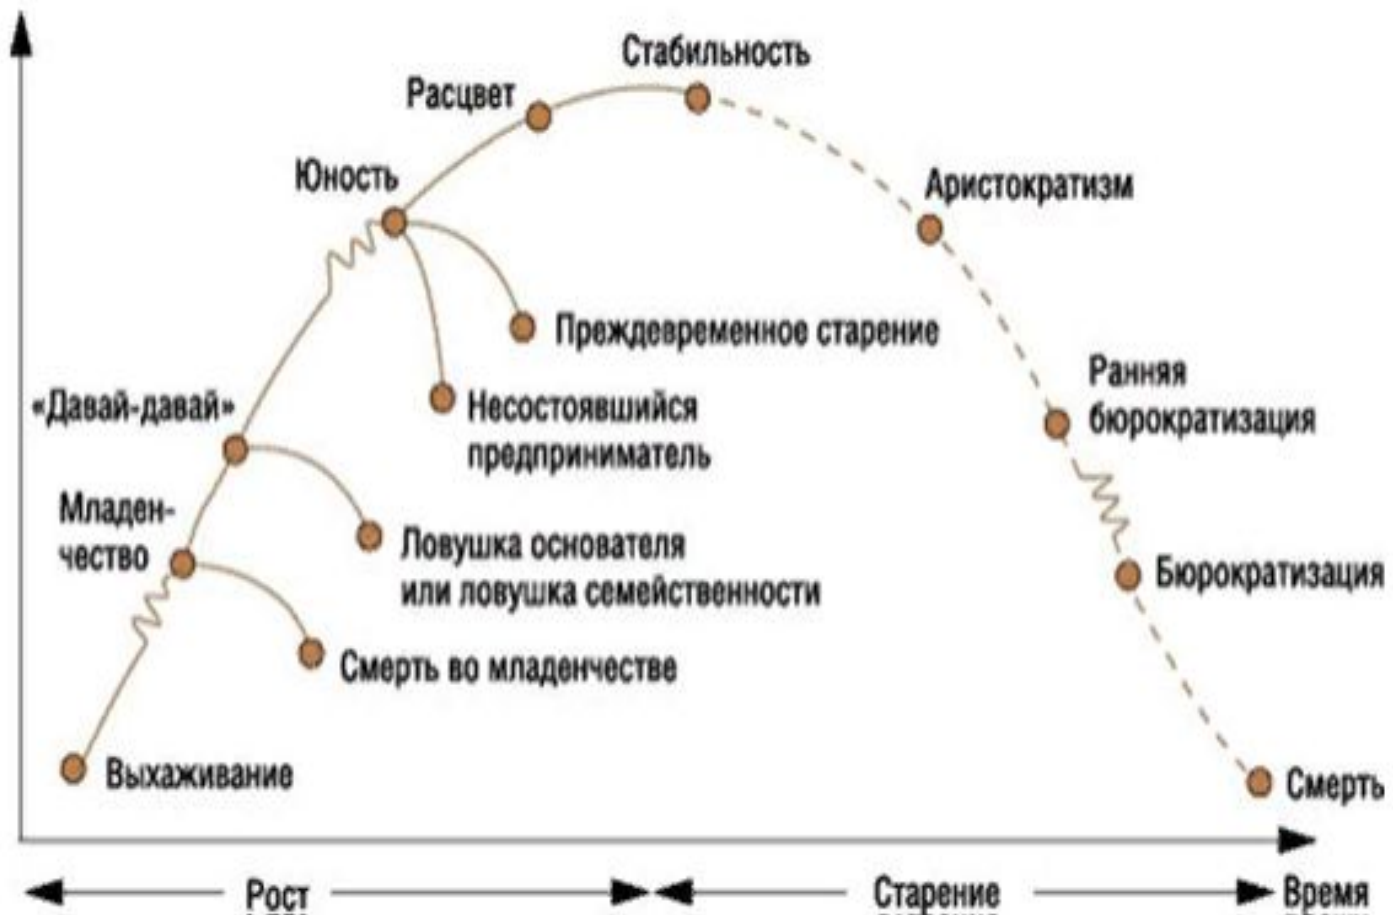 Стабильность
Расцвет
Юность
Аристократизм
Преждевременное старение
Ранняя
бюрократизация
«Давай-давай»
Несостоявшийся
предприниматель
Младен-
чество
Ловушка основателя
или ловушка семейственности
Бюрократизация
Смерть во младенчестве
Выхаживание
Смерть
Рост
Старение
Время